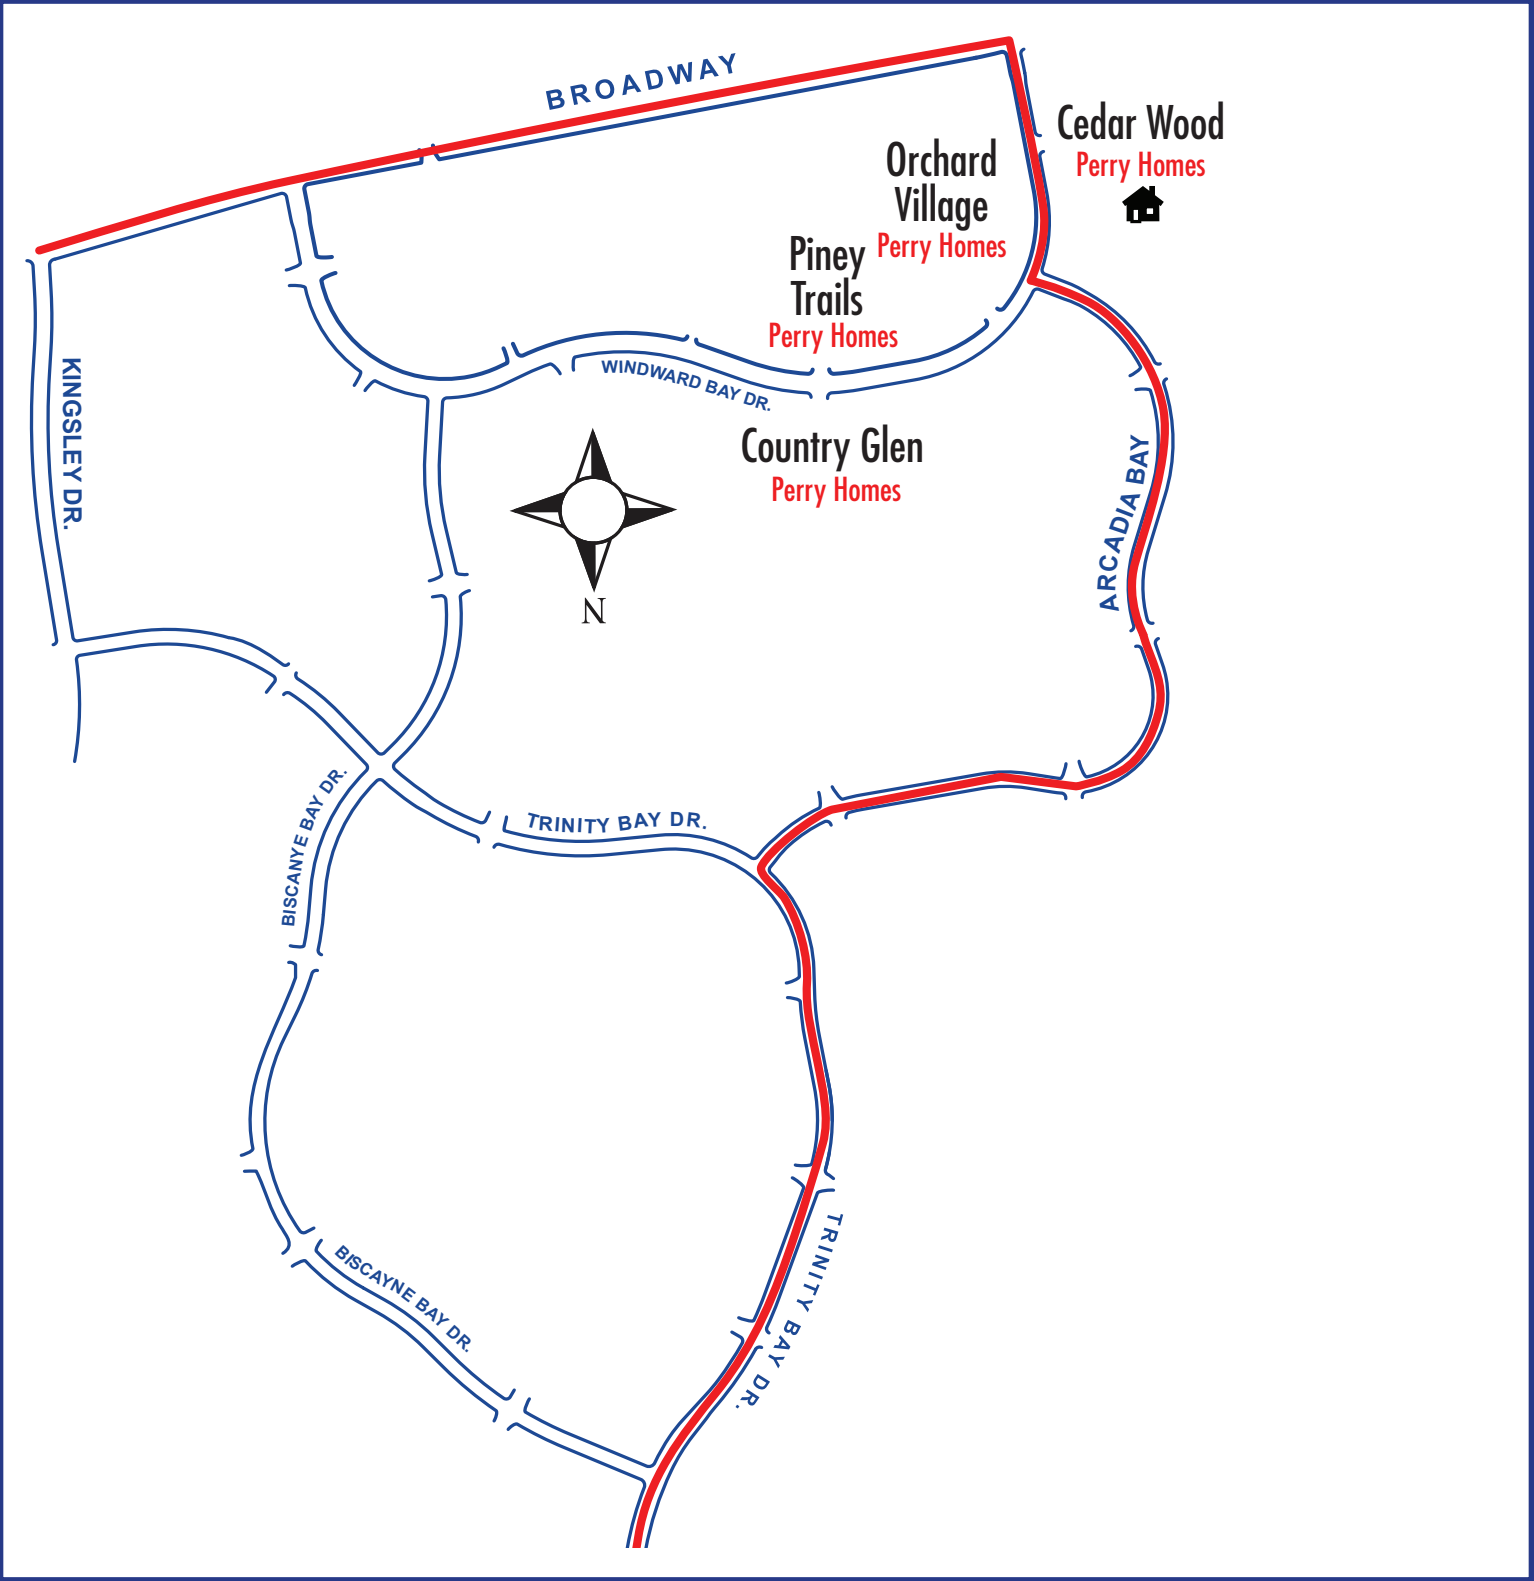 BROADWAY
Cedar Wood
Perry Homes
Orchard
Village
Perry Homes
Piney
Trails
Perry Homes
WINDWARD BAY DR.
KINGSLEY DR.
Country Glen
Perry Homes
ARCADIA BAY
N
BISCANYE BAY DR.
TRINITY BAY DR.
TRINITY BAY DR.
BISCAYNE BAY DR.